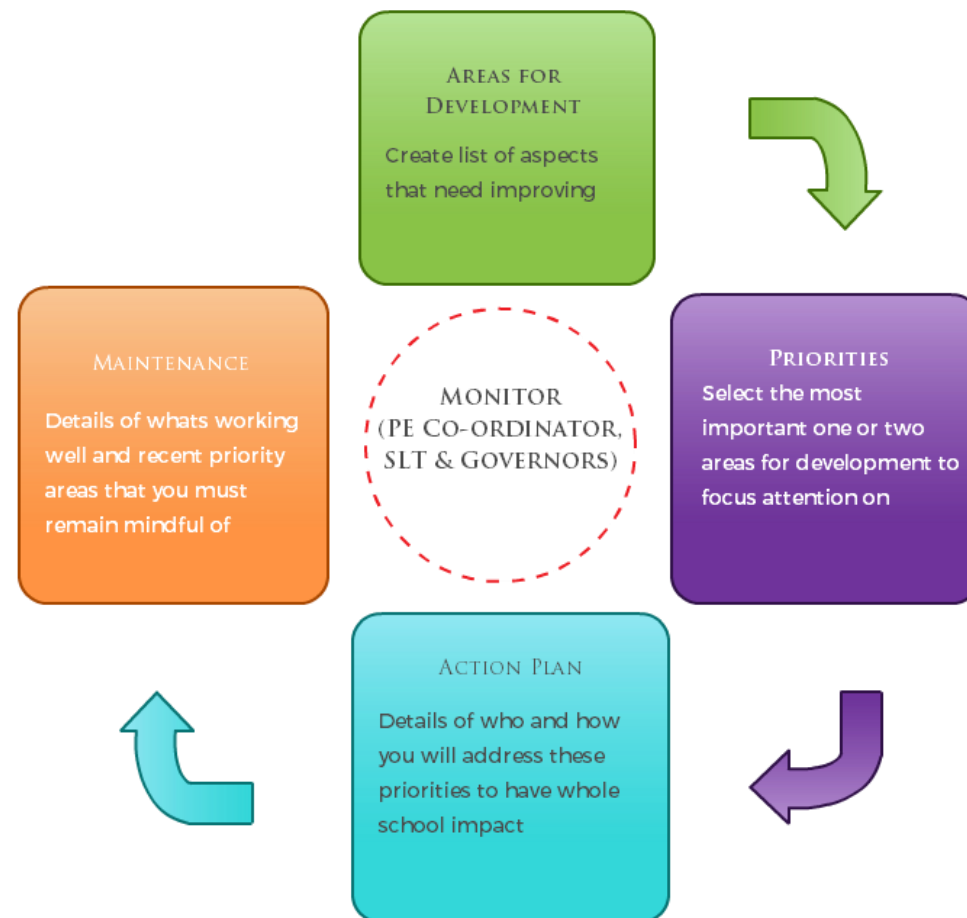 AREAS FOR
DEVELOPMENT
Create list of aspects
that need improving
PRIORITIES
Select the most
important one or two
areas for development to
focus attention on
ACTION PLAN
Details of who and how
you will address these
priorities to have whole
school impact
MAINTENANCE
Details of whats working
well and recent priority
areas that you must
remain mindful of
MONITOR
(PE CO-ORDINATOR,
SLT & GOVERNORS)